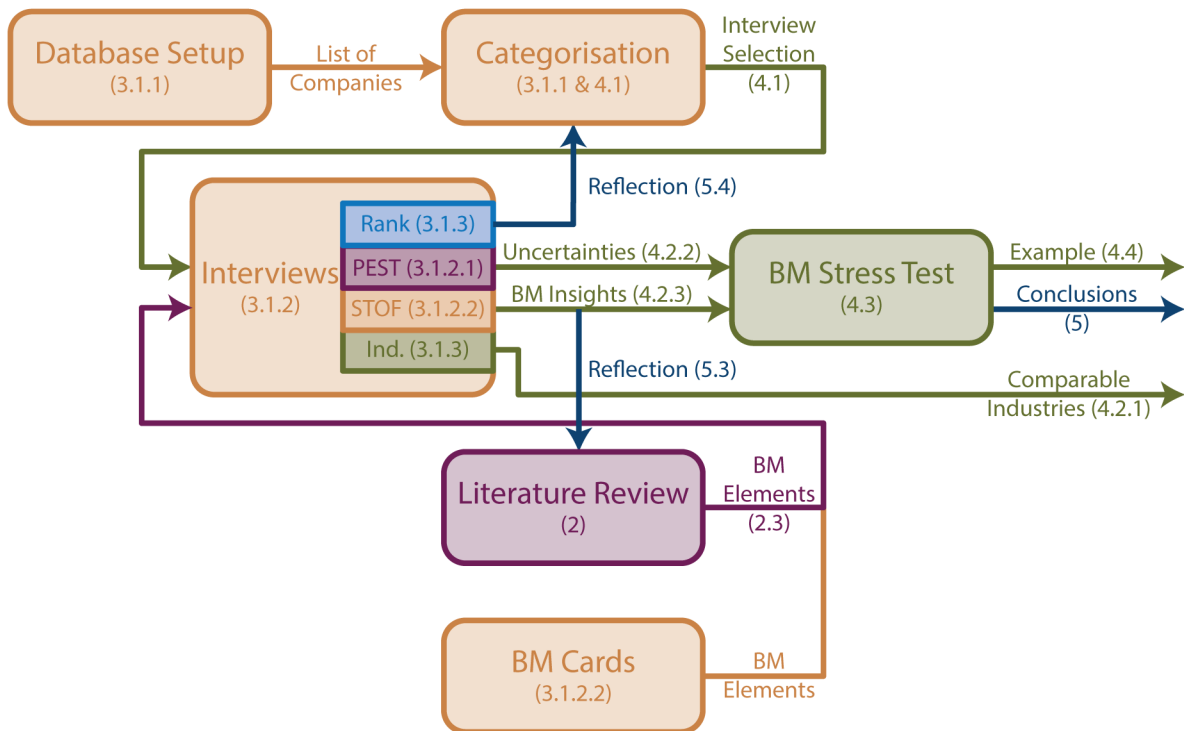 Database Setup
(3.1.1)
List of
Companies
Categorisation
(3.1.1 & 4.1)
Interview
Selection
(4.1)
Reflection (5.4)
Interviews
(3.1.2)
Rank (3.1.3)
PEST (3.1.2.1)
STOF (3.1.2.2)
Ind. (3.1.3)
Uncertainties (4.2.2)
BM Insights (4.2.3)
BM Stress Test
(4.3)
Example (4.4)
Conclusions
(5)
Reflection (5.3)
Comparable
Industries (4.2.1)
Literature Review
(2)
BM
Elements
(2.3)
BM Cards
(3.1.2.2)
BM
Elements